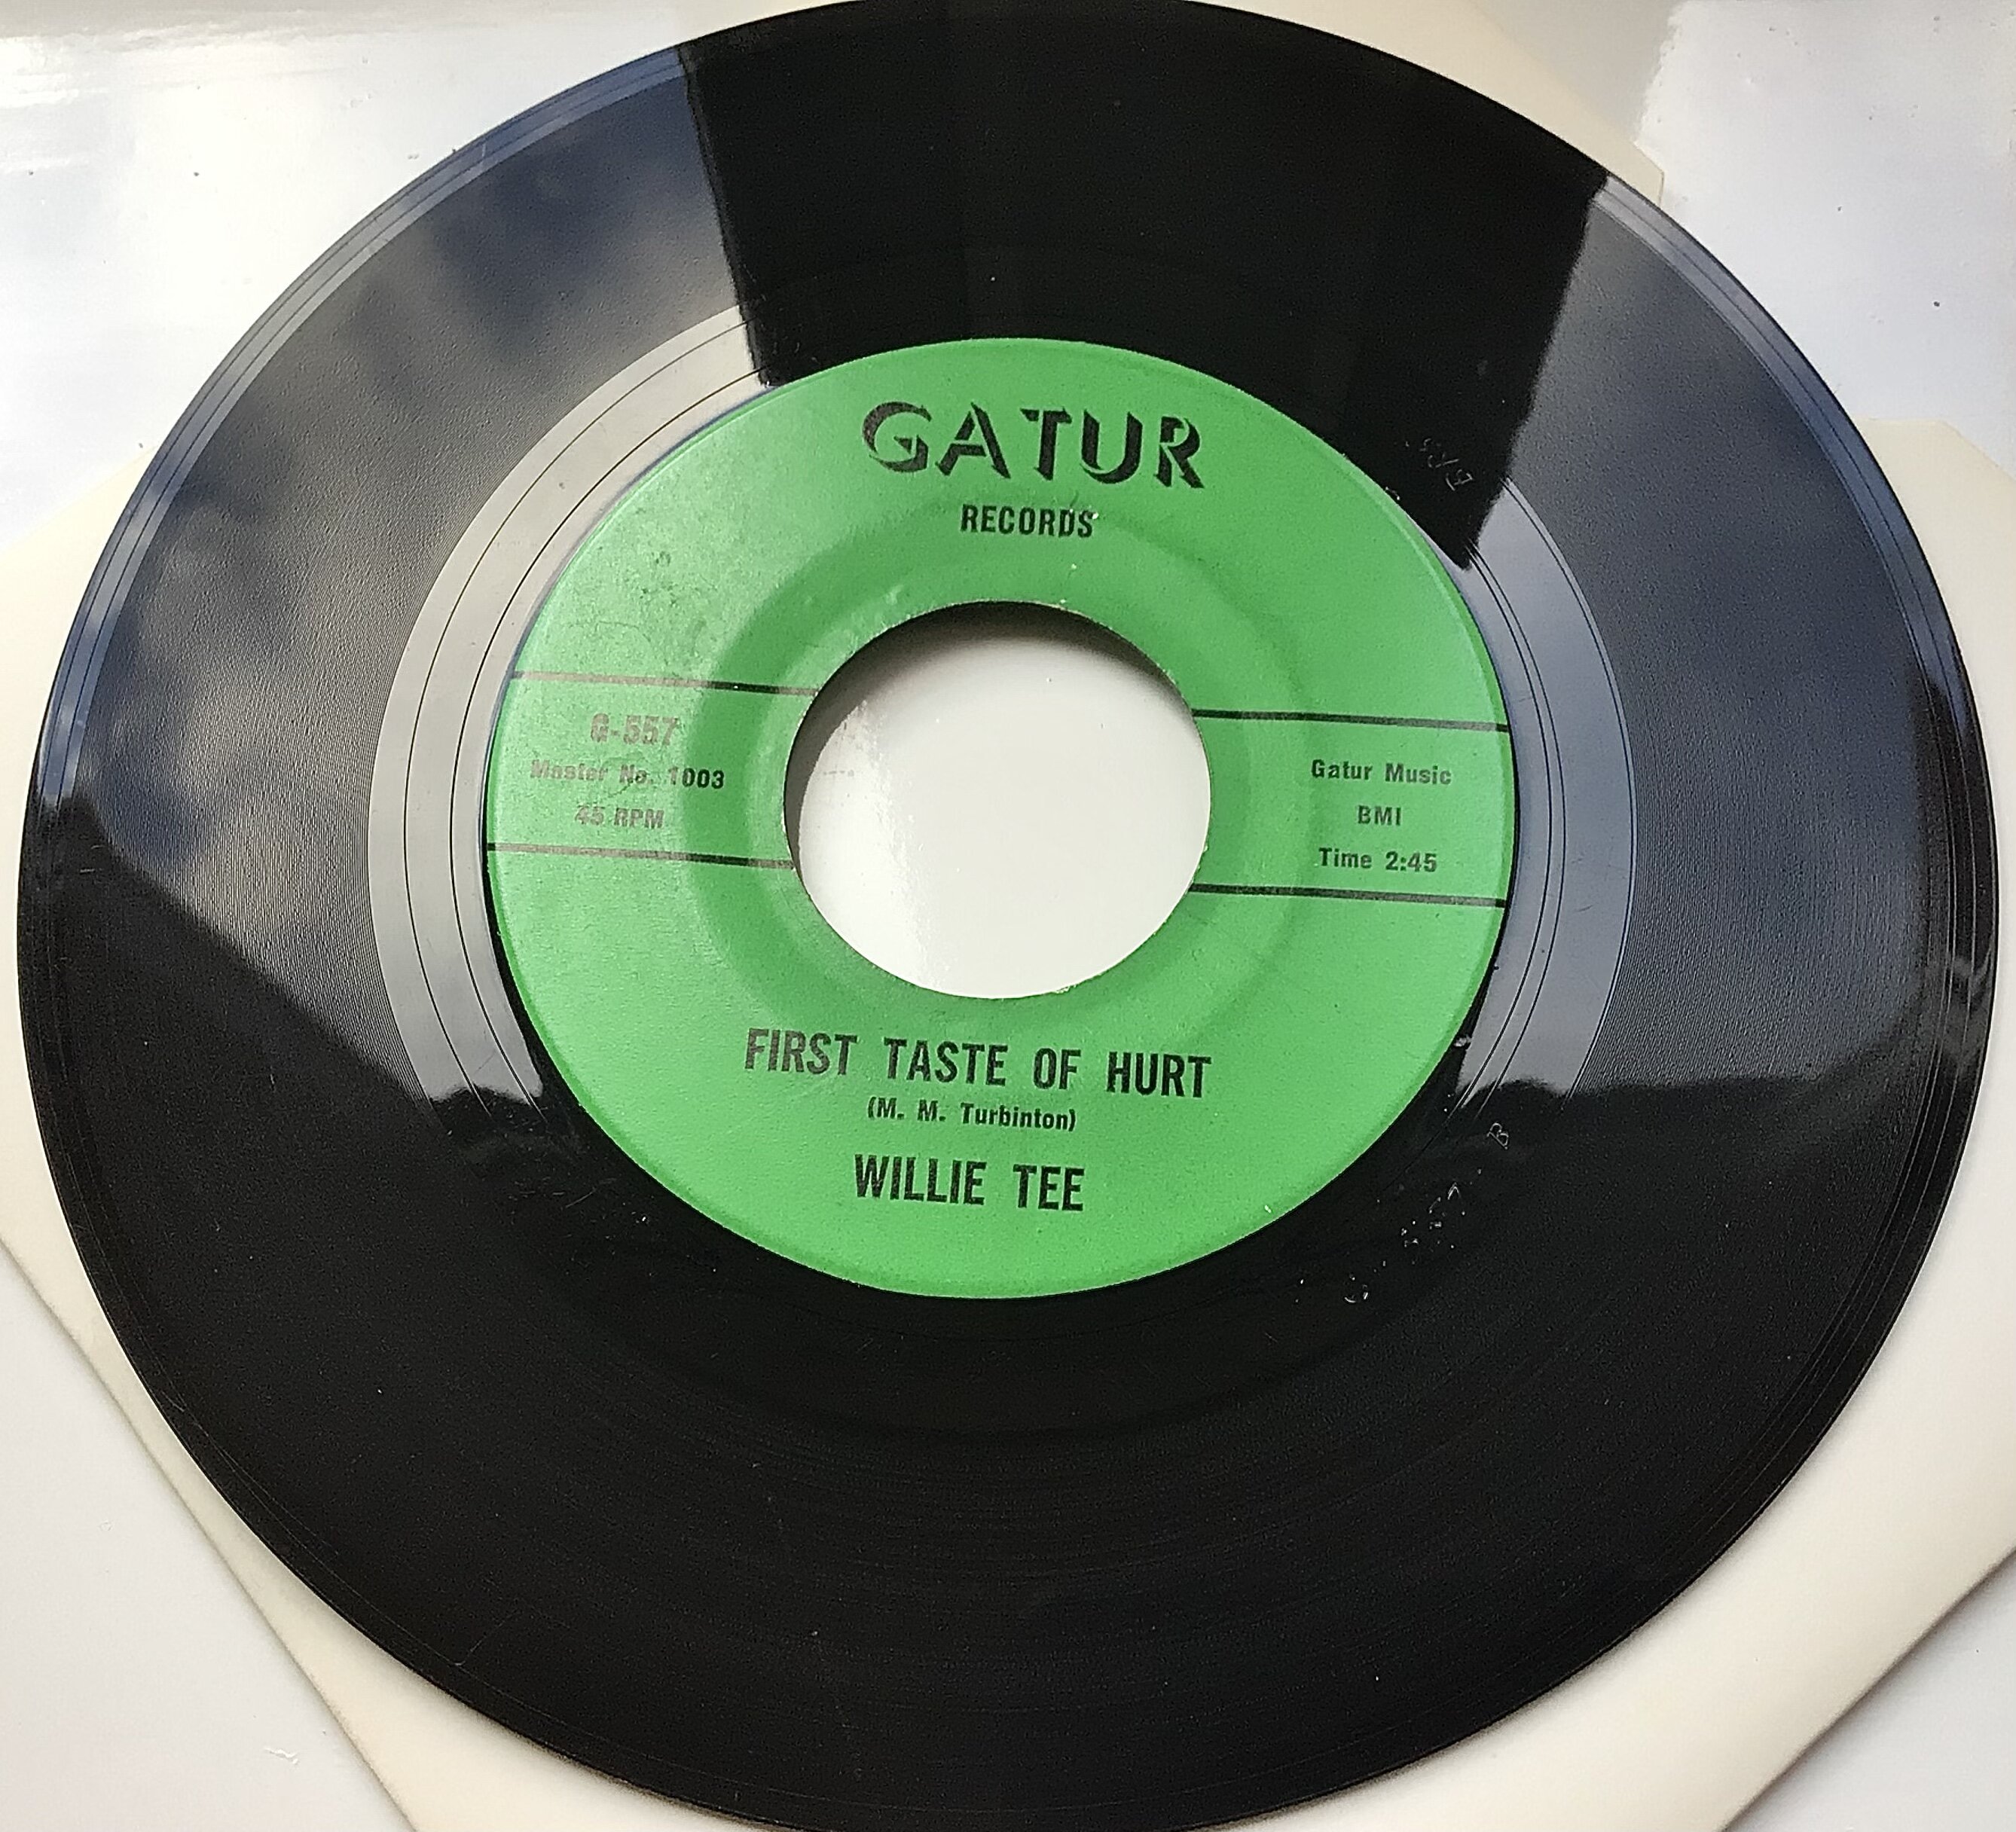 GATUR
RECORDS
G-557
Master No. 1003
45 RPM
Gatur Music
BMI
Time 2:45
FIRST TASTE OF HURT
(M. M. Turbinton)
WILLIE TEE
B